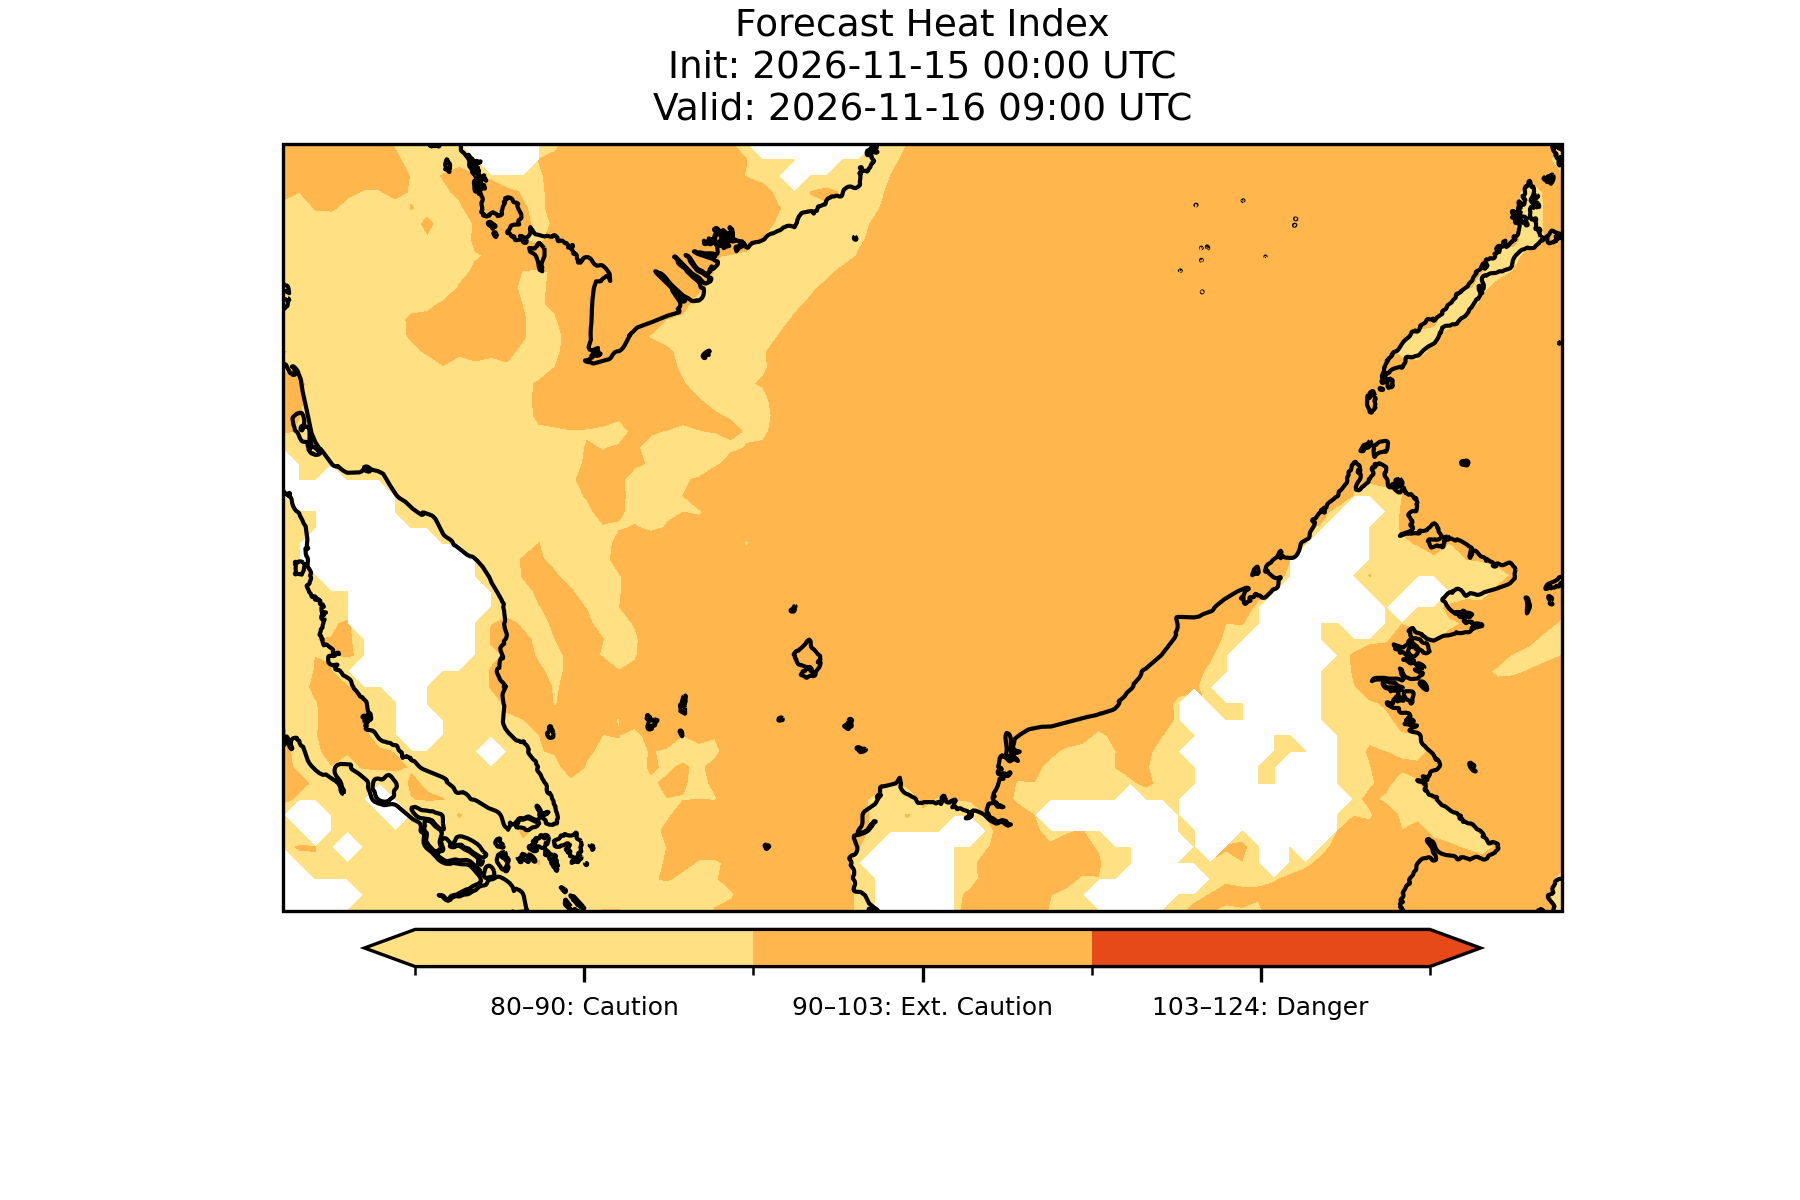 Forecast Heat Index
Init: 2026-11-15 00:00 UTC
Valid: 2026-11-16 09:00 UTC
80–90: Caution
90–103: Ext. Caution
103–124: Danger